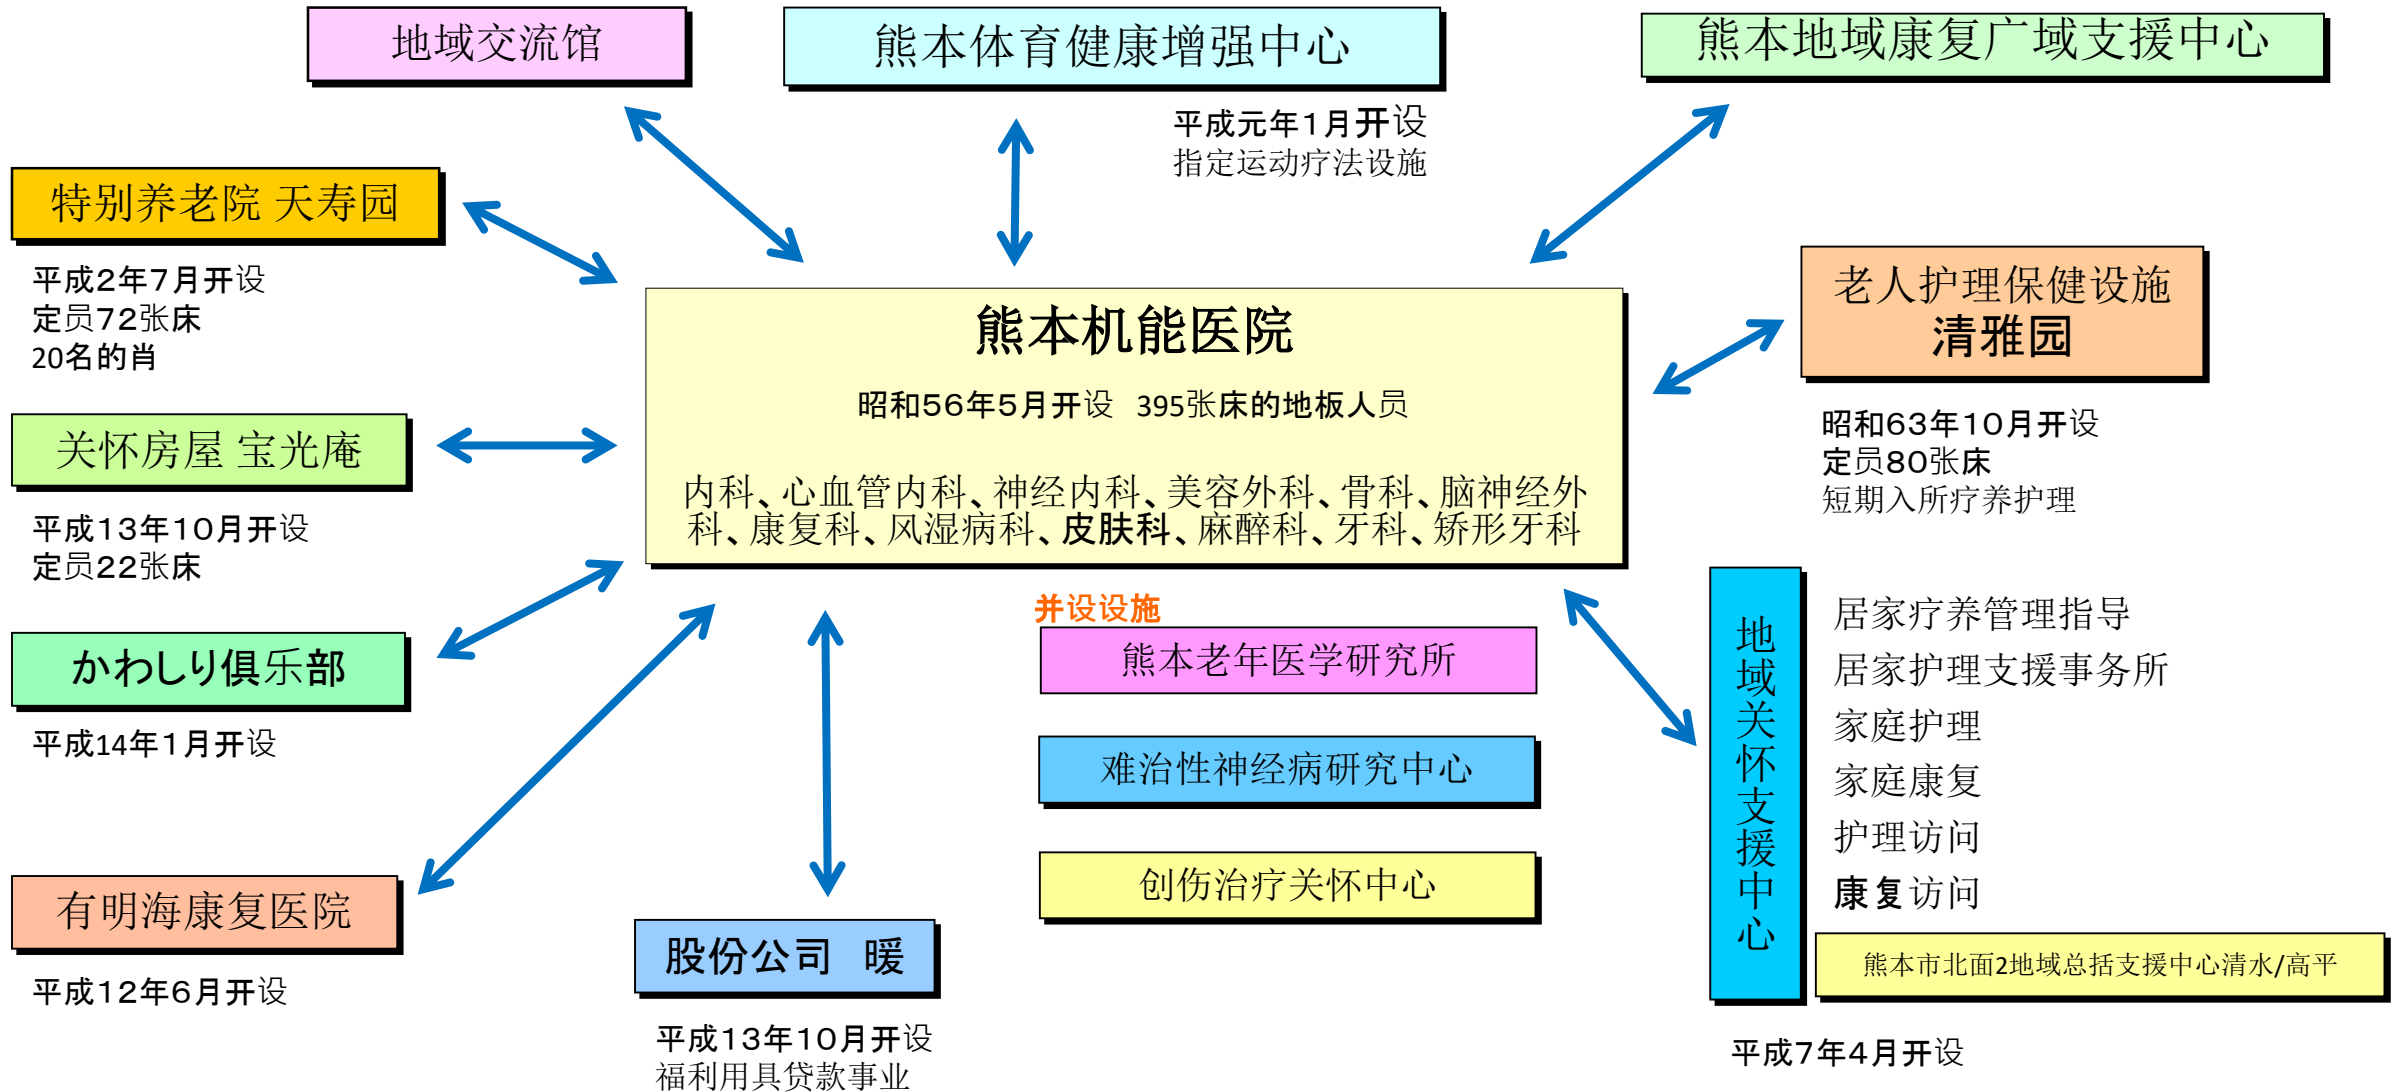 地域交流馆
熊本体育健康增强中心
熊本地域康复广域支援中心
平成元年1月开设
指定运动疗法设施
特别养老院 天寿园
平成2年7月开设
定员72张床
20名的肖
老人护理保健设施
清雅园
昭和63年10月开设
定员80张床
短期入所疗养护理
熊本机能医院
昭和56年5月开设 395张床的地板人员
内科、心血管内科、神经内科、美容外科、骨科、脑神经外
科、康复科、风湿病科、皮肤科、麻醉科、牙科、矫形牙科
关怀房屋 宝光庵
平成13年10月开设
定员22张床
かわしり俱乐部
平成14年1月开设
有明海康复医院
平成12年6月开设
股份公司 暖
平成13年10月开设
福利用具贷款事业
并设设施
熊本老年医学研究所
难治性神经病研究中心
创伤治疗关怀中心
地域关怀支援中心
居家疗养管理指导
居家护理支援事务所
家庭护理
家庭康复
护理访问
康复访问
熊本市北面2地域总括支援中心清水/高平
平成7年4月开设